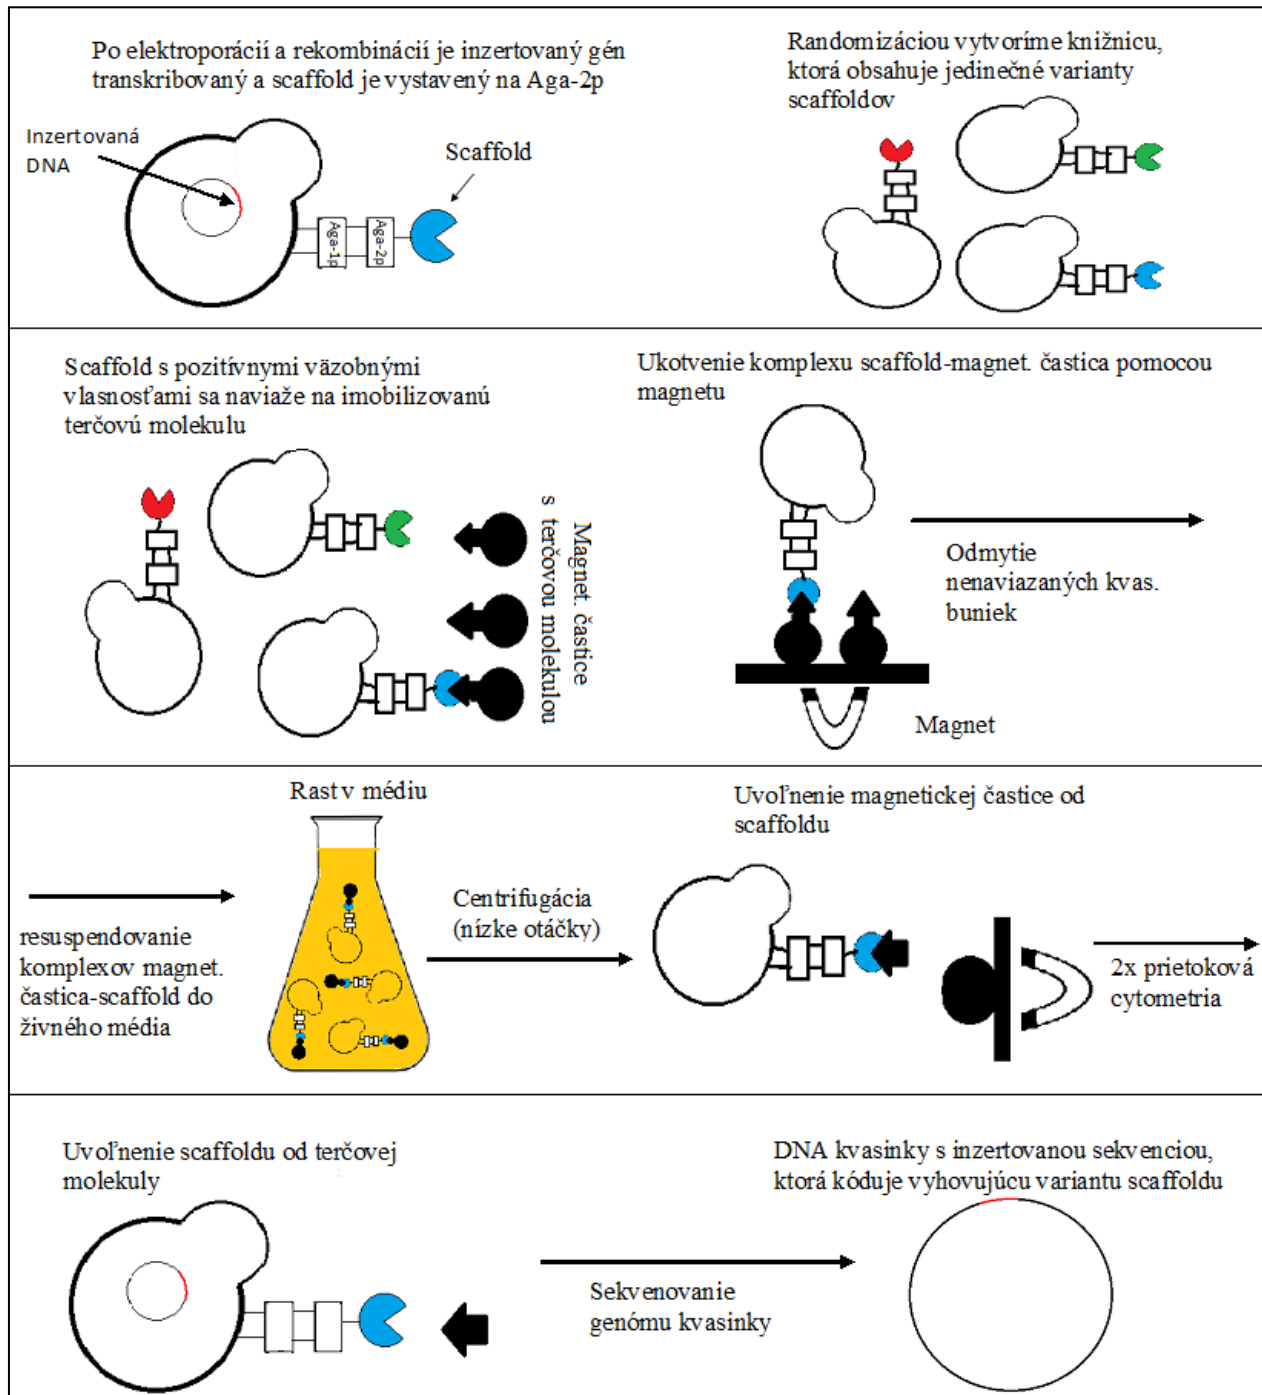 Po elektroporácií a rekombinácií je inzertovaný gén
transkribovaný a scaffold je vystavený na Aga-2p
Inzertovaná
DNA
Scaffold
Aga-1p
Aga-2p
Randomizáciou vytvoríme knižnicu,
ktorá obsahuje jedinečné varianty
scaffoldov
Scaffold s pozitívnymi väzobnými
vlasnosťami sa naviaže na imobilizovanú
terčovú molekulu
Magnet. častice
s terčovou molekulou
Ukotvenie komplexu scaffold-magnet. častica pomocou
magnetu
Odmytie
nenaviazaných kvas.
buniek
Magnet
resuspendovanie
komplexov magnet.
častica-scaffold do
živného média
Rast v médiu
Centrifugácia
(nízke otáčky)
Uvoľnenie magnetickej častice od
scaffoldu
2x prietoková
cytometria
Uvoľnenie scaffoldu od terčovej
molekuly
Sekvenovanie
genómu kvasinky
DNA kvasinky s inzertovanou sekvenciou,
ktorá kóduje vyhovujúcu variantu scaffoldu